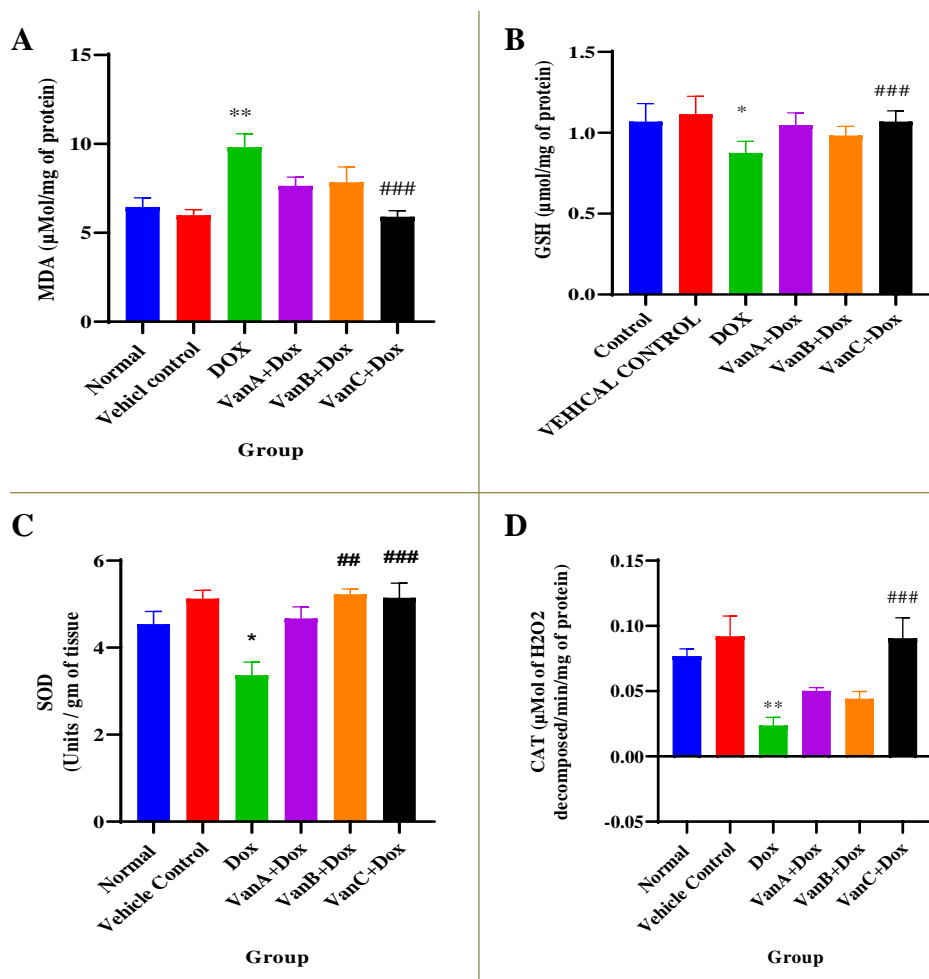 A
MDA (µMol/mg of protein)
15
10
5
0
**
###
Normal
Vehicl control
DOX
VanA+Dox
VanB+Dox
VanC+Dox
Group
B
GSH (µmol/mg of protein)
1.5
1.0
0.5
0.0
*
###
Control
VEHICAL CONTROL
DOX
VanA+Dox
VanB+Dox
VanC+Dox
C
SOD
(Units / gm of tissue
6
4
2
0
*
##
###
Normal
Vehicle Control
Dox
VanA+Dox
VanB+Dox
VanC+Dox
Group
D
CAT (µMol of H2O2
decomposed/min/mg of protein)
0.15
0.10
0.05
0.00
-0.05
**
###
Normal
Vehicle Control
Dox
VanA+Dox
VanB+Dox
VanC+Dox
Group